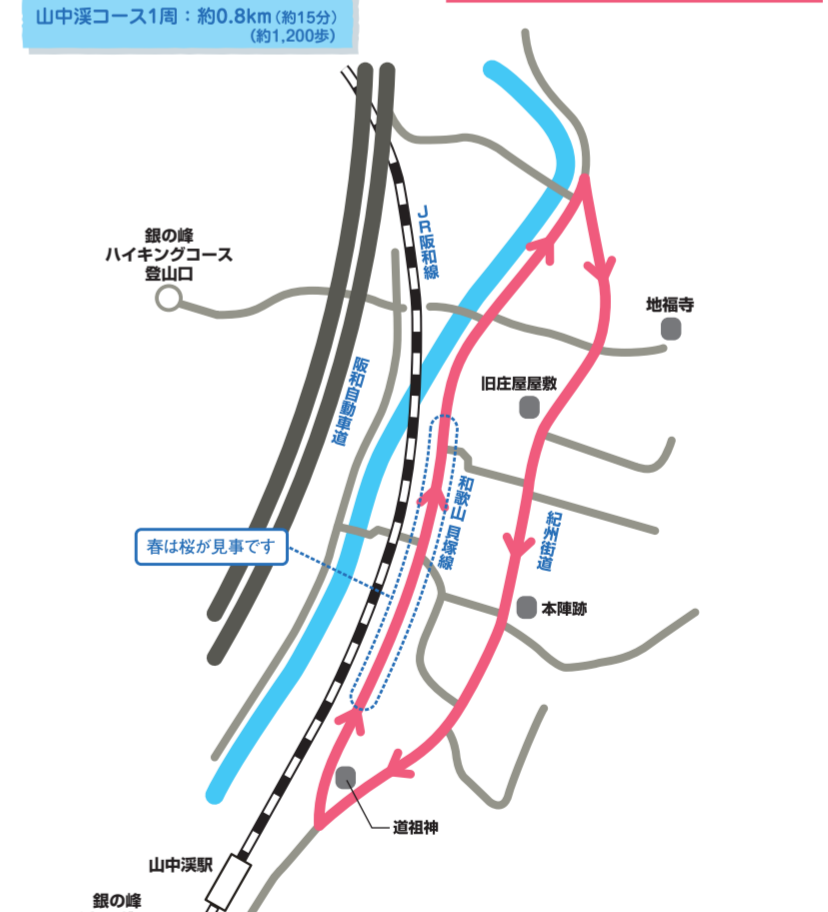 山中渓コース1周：約0.8km（約15分）
（約1,200歩）
銀の峰
ハイキングコース
登山口
JR阪和線
地福寺
旧庄屋屋敷
阪和自動車道
和歌山貝塚線
紀州街道
春は桜が見事です
本陣跡
道祖神
山中渓駅
銀の峰